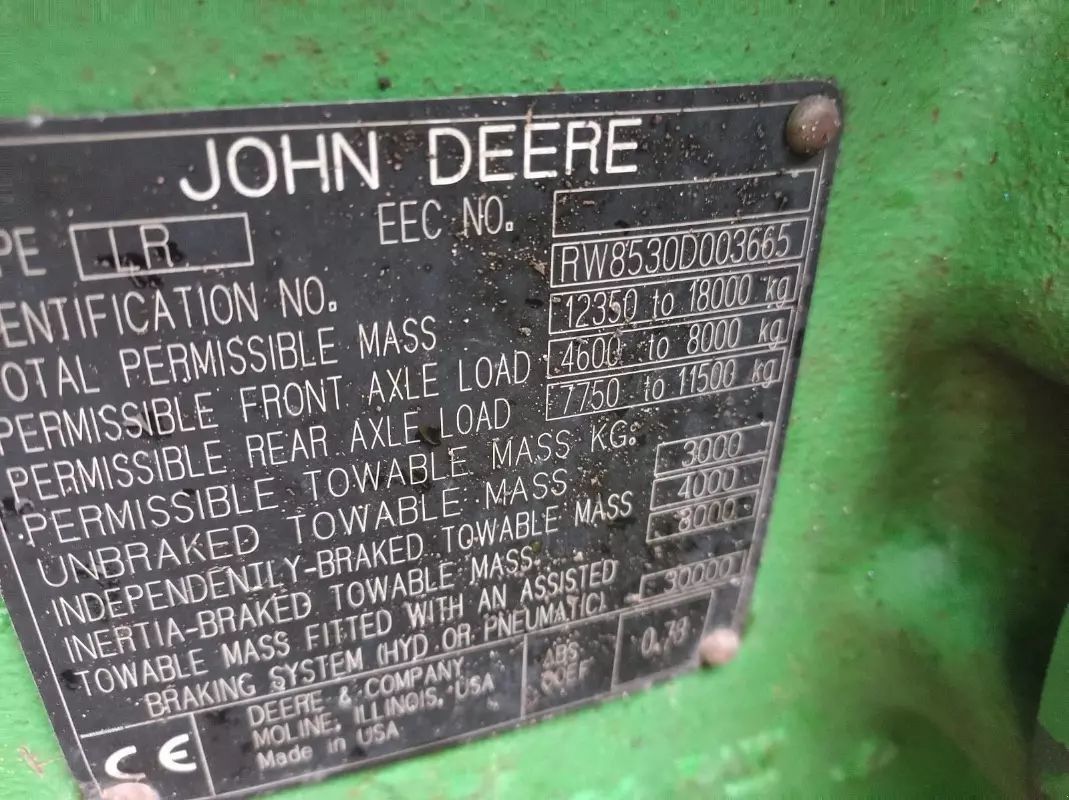 JOHN DEERE
PE LR EEC NO.
ENTIFICATION NO. RW8530D003665
OTAL PERMISSIBLE MASS 12350 to 18000 kg
PERMISSIBLE FRONT AXLE LOAD 4600 to 8000 kg
PERMISSIBLE REAR AXLE LOAD 7750 to 11500 kg
PERMISSIBLE TOWABLE MASS KG:
UNBRAKED TOWABLE MASS 3000
INDEPENDENTLY-BRAKED TOWABLE MASS 4000
INERTIA-BRAKED TOWABLE MASS. 8000
TOWABLE MASS FITTED WITH AN ASSISTED
BRAKING SYSTEM (HYD OR PNEUMATIC). 30000
CE
DEERE & COMPANY
MOLINE, ILLINOIS, USA
Made in USA
ABS
COEF
0.78